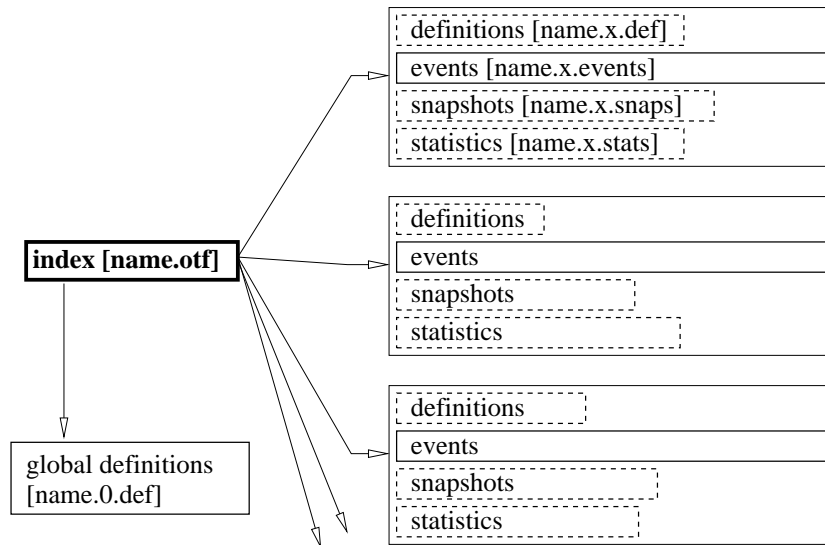 definitions [name.x.def]
events [name.x.events]
snapshots [name.x.snaps]
statistics [name.x.stats]
definitions
events
snapshots
statistics
index [name.otf]
definitions
events
snapshots
statistics
global definitions
[name.0.def]